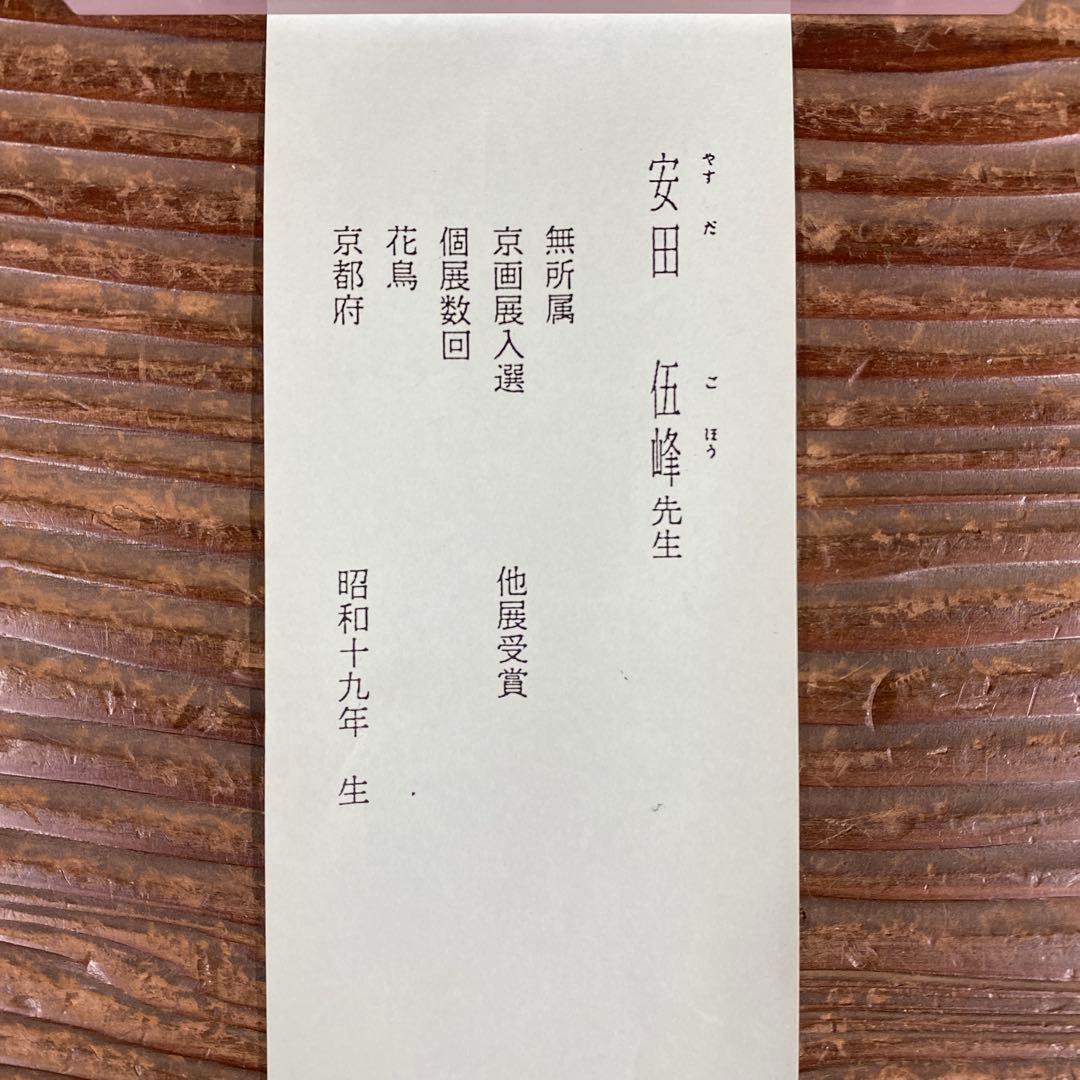 やすだ ごほう
安田 伍峰先生
無所属
京画展入選 他展受賞
個展数回
花鳥
京都府 昭和十九年 生